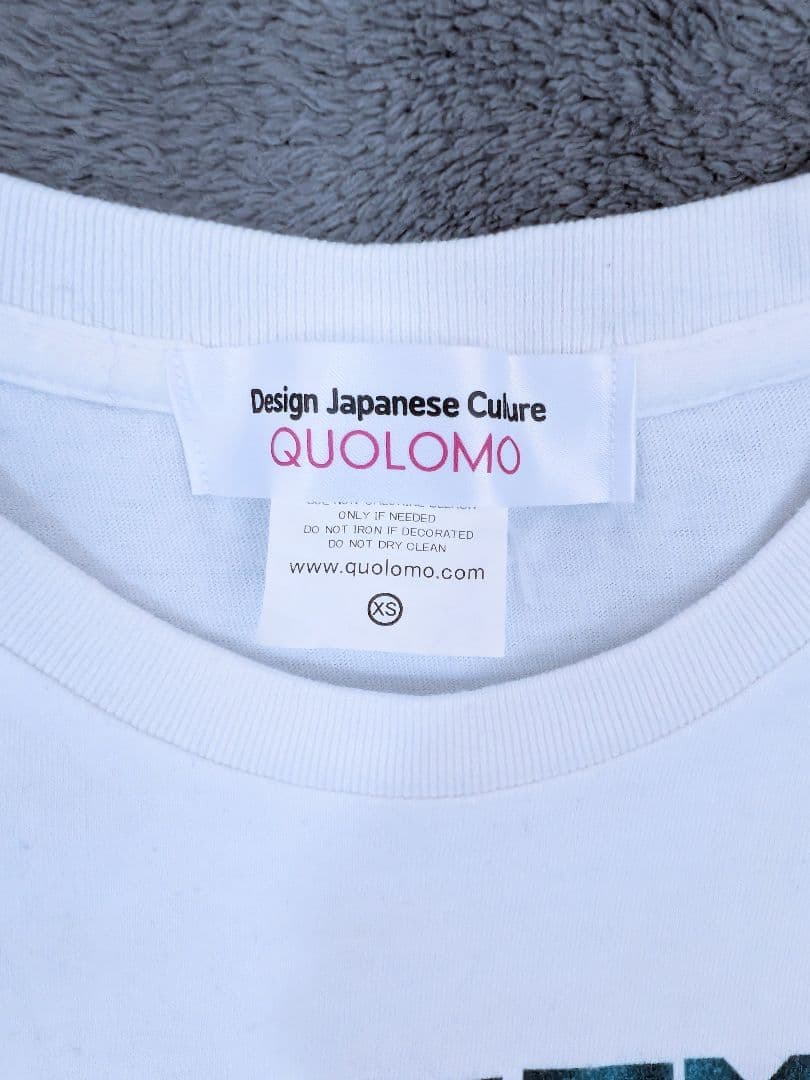 Design Japanese Culure
QUOLOMO
ONLY IF NEEDED
DO NOT IRON IF DECORATED
DO NOT DRY CLEAN
www.quolomo.com
XS